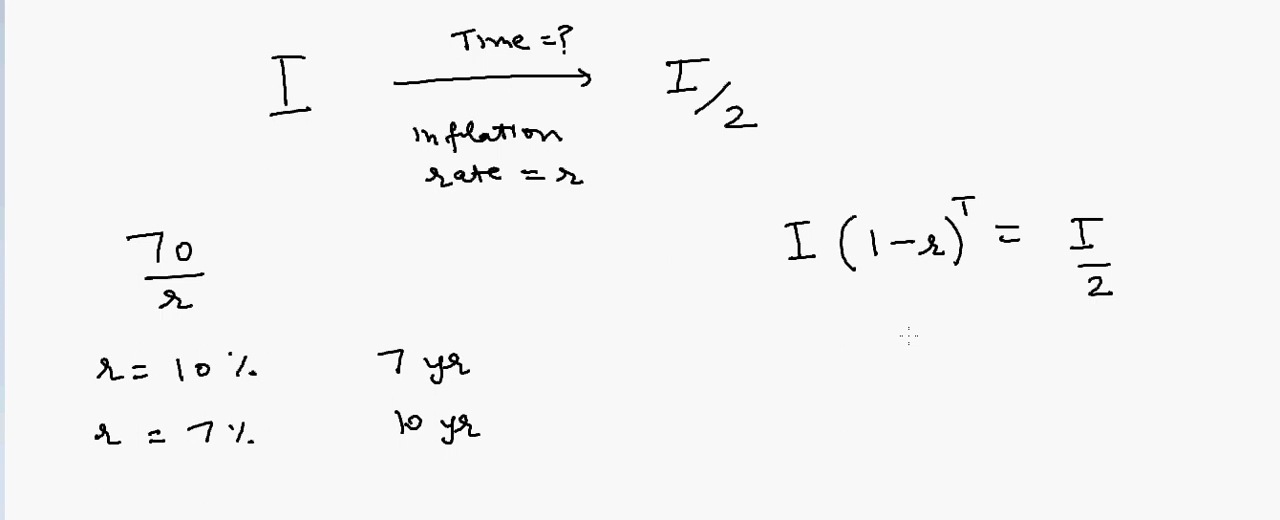 Time = ?
I → I/2
inflation
rate = r
70/r
I (1-r)^T = I/2
r = 10 %. 7 yr
r = 7 %. 10 yr